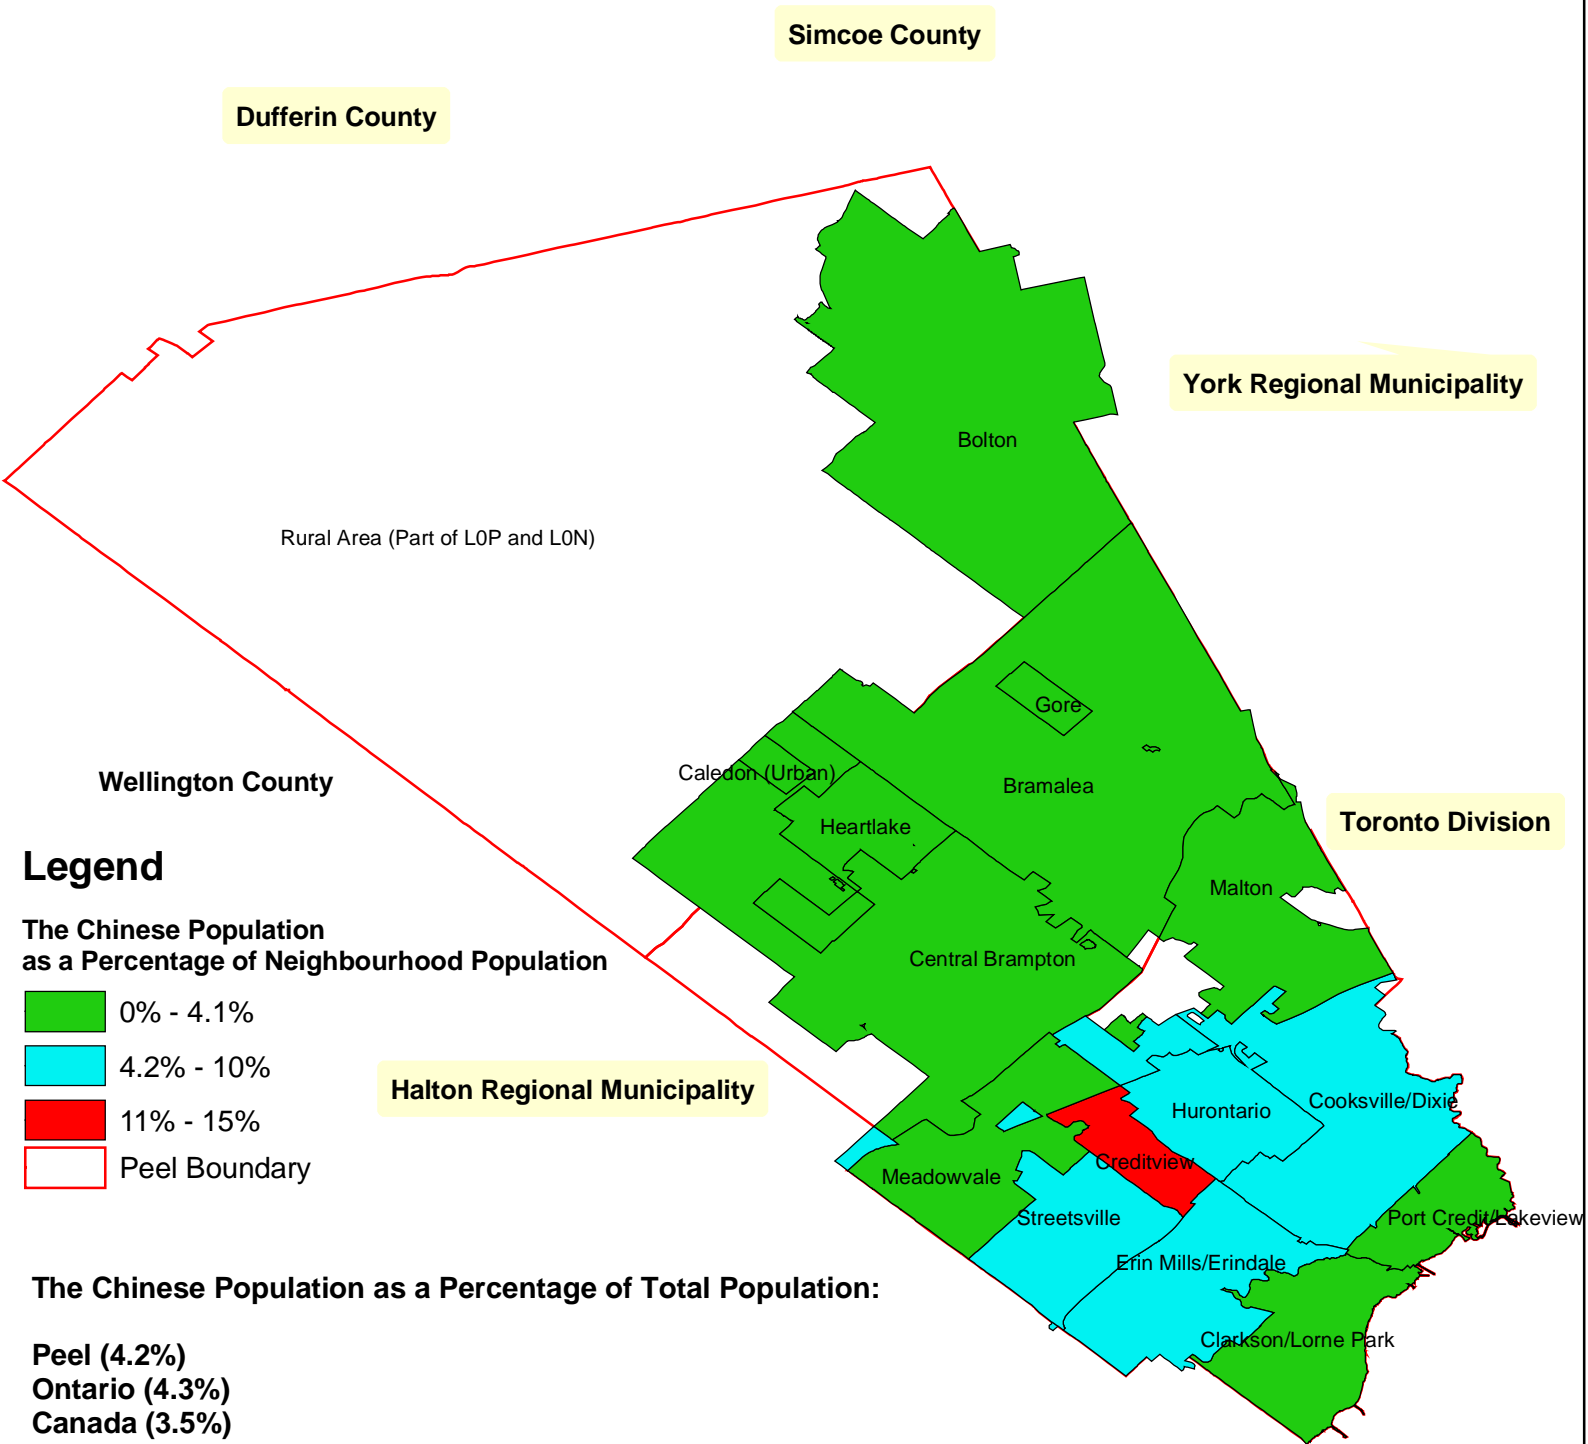 Simcoe County
Dufferin County
York Regional Municipality
Bolton
Rural Area (Part of L0P and L0N)
Gore
Caledon (Urban)
Bramalea
Wellington County
Heartlake
Toronto Division
Malton
Central Brampton
Legend
The Chinese Population
as a Percentage of Neighbourhood Population
0% - 4.1%
4.2% - 10%
11% - 15%
Peel Boundary
Halton Regional Municipality
Hurontario
Cooksville/Dixie
Creditview
Meadowvale
Streetsville
Port Credit/Lakeview
Erin Mills/Erindale
Clarkson/Lorne Park
The Chinese Population as a Percentage of Total Population:
Peel (4.2%)
Ontario (4.3%)
Canada (3.5%)